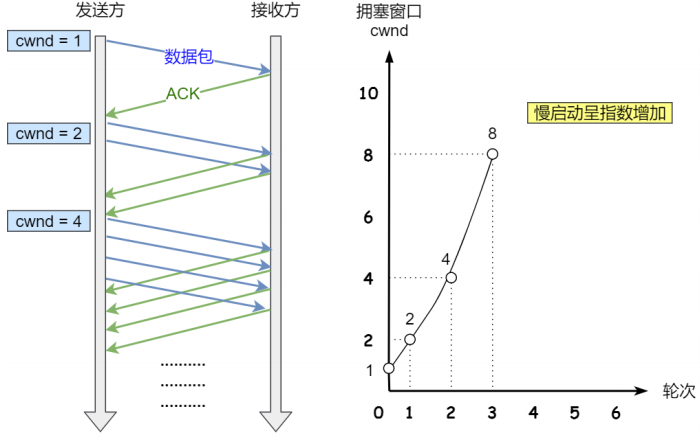 发送方
接收方
cwnd = 1
数据包
ACK
cwnd = 2
cwnd = 4
..........
..........
..........
拥塞窗口
cwnd
慢启动呈指数增加
10
8
8
6
4
4
2
2
1
0 1 2 3 4 5 6
轮次